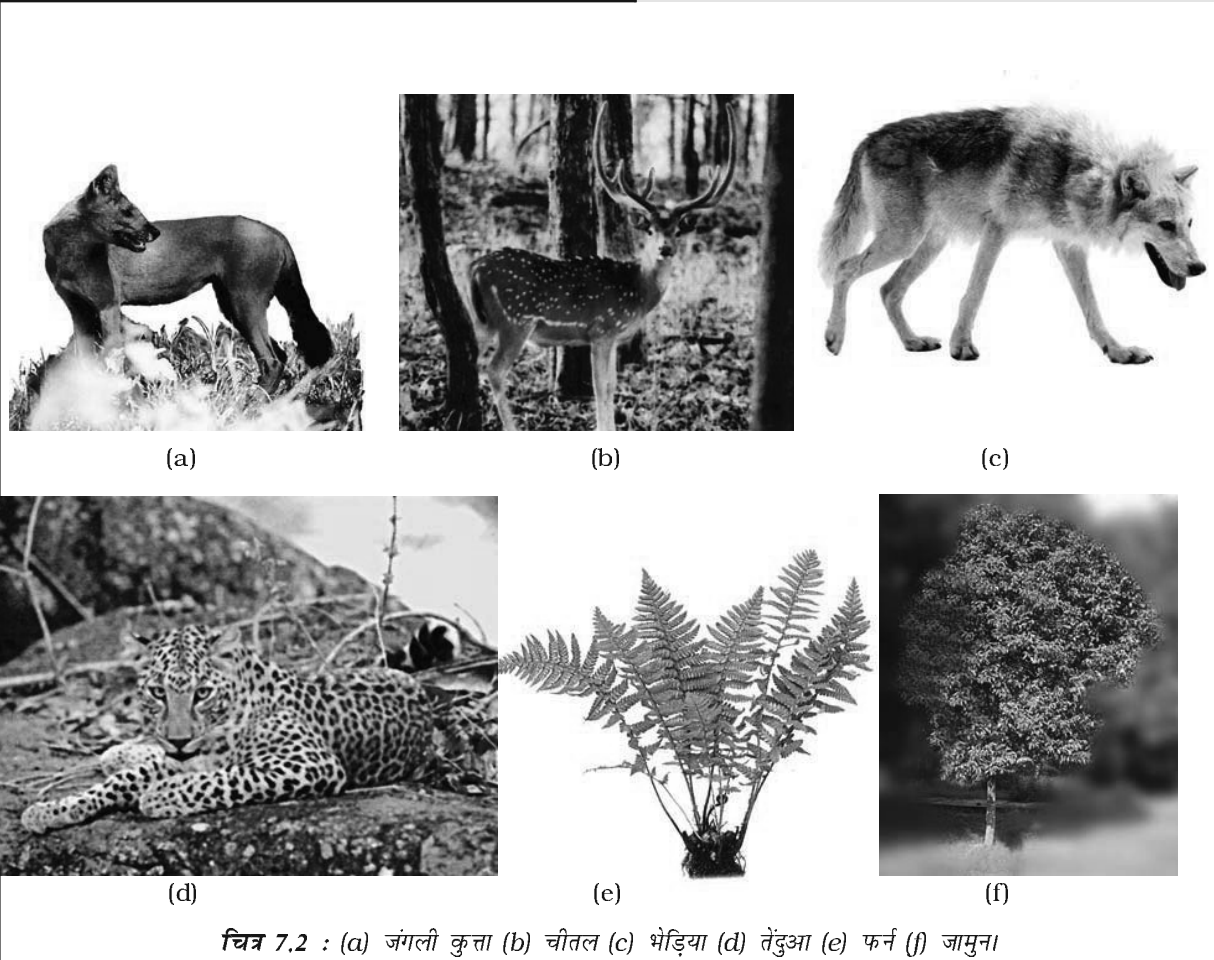 (a)
(b)
(c)
(d)
(e)
(f)
चित्र 7.2 : (a) जंगली कुत्ता (b) चीतल (c) भेड़िया (d) तेंदुआ (e) फर्न (f) जामुन।